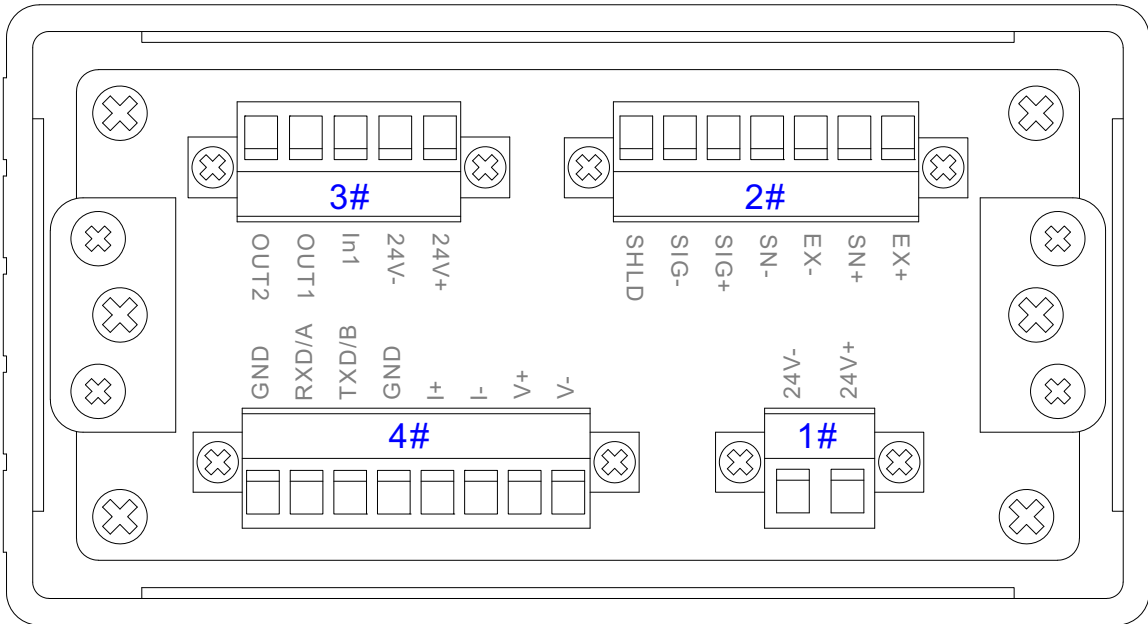 3#
2#
OUT2
OUT1
In1
24V-
24V+
SHLD
SIG-
SIG+
SN-
EX-
SN+
EX+
GND
RXD/A
TXD/B
GND
I+
I-
V+
V-
24V-
24V+
4#
1#